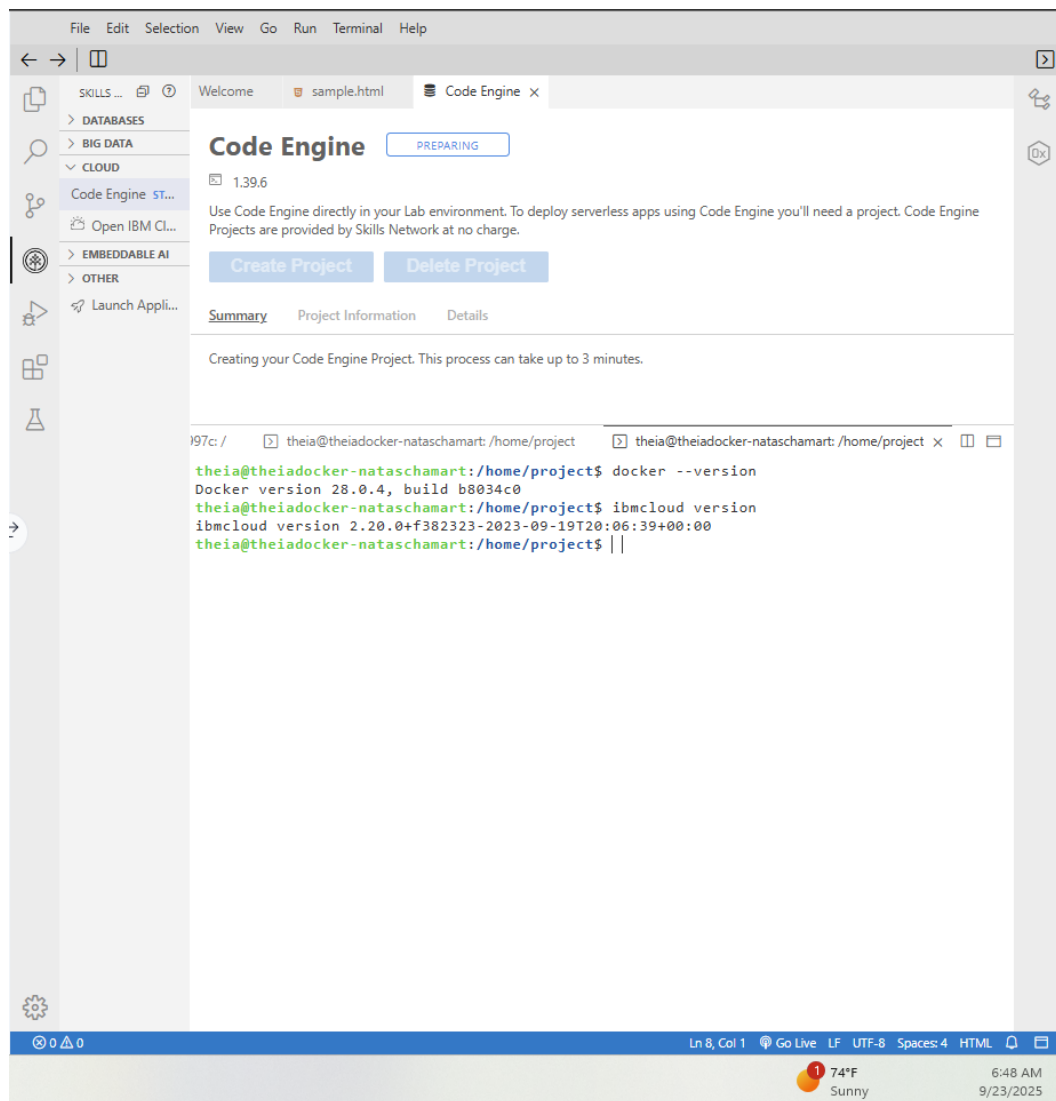 File Edit Selection View Go Run Terminal Help
SKILLS ...
Welcome sample.html Code Engine
DATABASES
BIG DATA
CLOUD
Code Engine ST...
Open IBM Cl...
EMBEDDABLE AI
OTHER
Launch Appli...
Code Engine PREPARING
1.39.6
Use Code Engine directly in your Lab environment. To deploy serverless apps using Code Engine you'll need a project. Code Engine
Projects are provided by Skills Network at no charge.
Create Project Delete Project
Summary Project Information Details
Creating your Code Engine Project. This process can take up to 3 minutes.
997c: / theia@theiadocker-nataschamart: /home/project theia@theiadocker-nataschamart: /home/project
theia@theiadocker-nataschamart:/home/project$ docker --version
Docker version 28.0.4, build b8034c0
theia@theiadocker-nataschamart:/home/project$ ibmcloud version
ibmcloud version 2.20.0+f382323-2023-09-19T20:06:39+00:00
theia@theiadocker-nataschamart:/home/project$
0 0 Ln 8, Col 1 Go Live LF UTF-8 Spaces: 4 HTML
1 74°F 6:48 AM
Sunny 9/23/2025